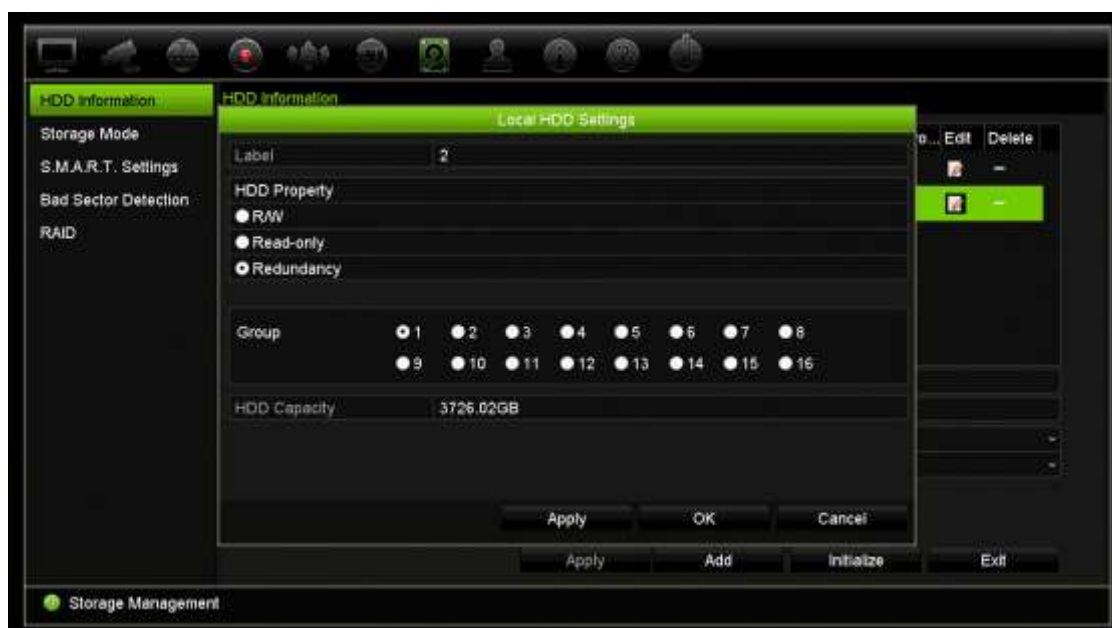 HDD Information
HDD Information
Local HDD Settings
Storage Mode
Edit Delete
Label 2
S.M.A.R.T. Settings
HDD Property
Bad Sector Detection
R/W
RAID
Read-only
Redundancy
Group 1 2 3 4 5 6 7 8
9 10 11 12 13 14 15 16
HDD Capacity 3726.02GB
Apply OK Cancel
Apply Add Initialize Exit
Storage Management